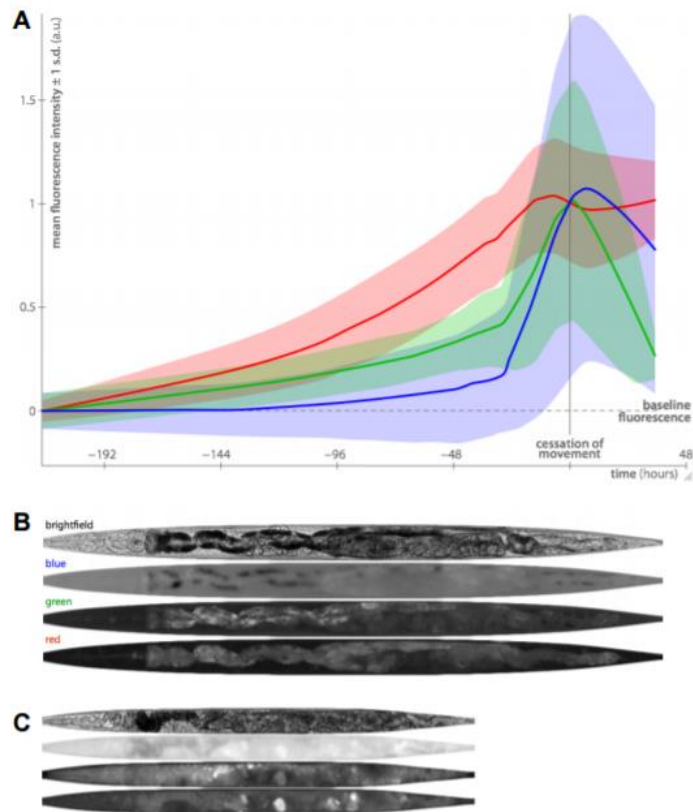 A
mean fluorescence intensity ± 1 s.d. (a.u.)
1.5
1
0.5
0
baseline
fluorescence
cessation of
movement
−192
−144
−96
−48
48
time (hours)
B
brightfield
blue
green
red
C